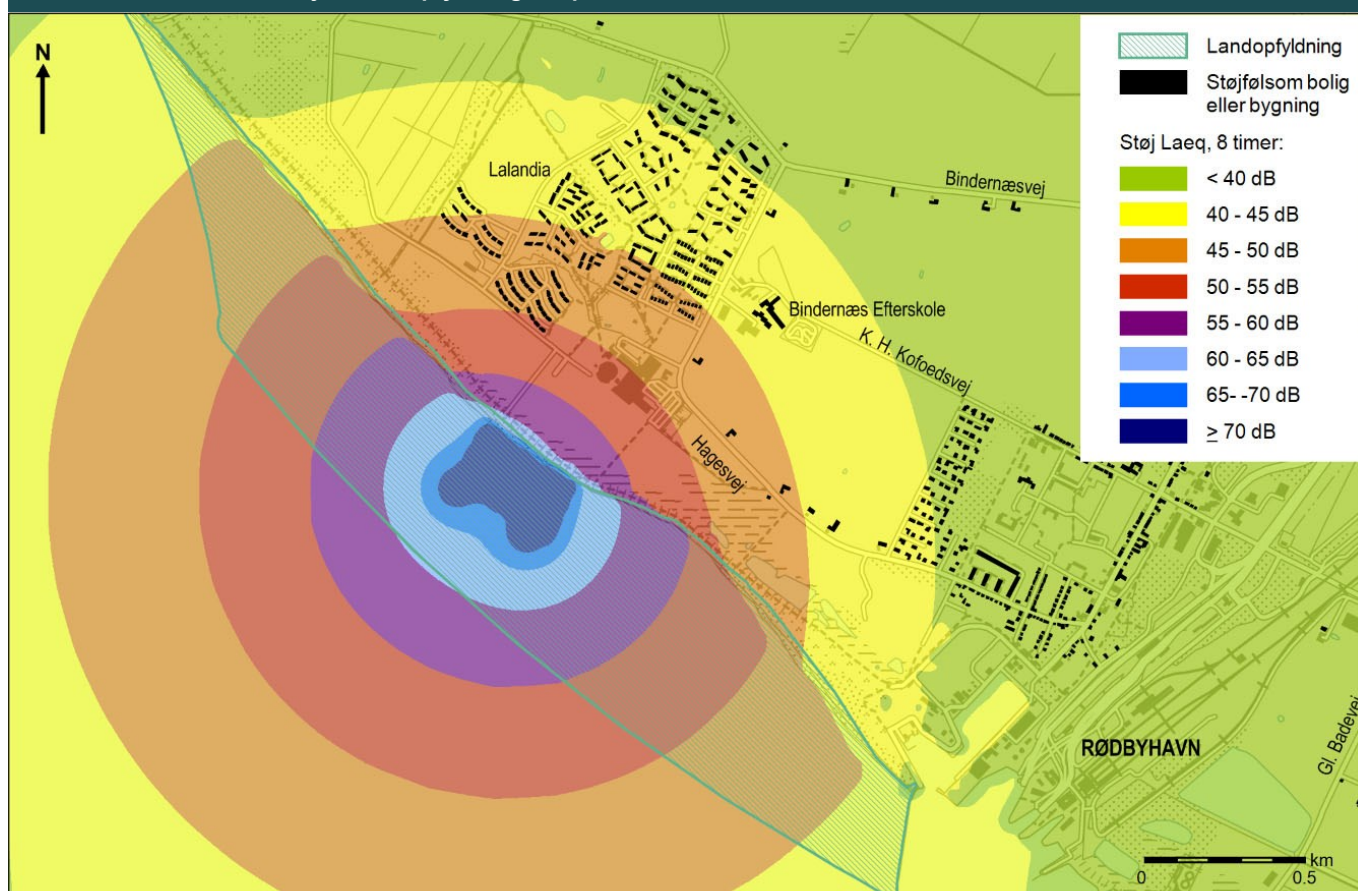 N
Landopfyldning
Støjfølsom bolig
eller bygning
Støj Laeq, 8 timer:
< 40 dB
40 - 45 dB
45 - 50 dB
50 - 55 dB
55 - 60 dB
60 - 65 dB
65- -70 dB
≥ 70 dB
Lalandia
Bindernæsvej
Bindernæs Efterskole
K. H. Kofoedsvej
Hagesvej
RØDBYHAVN
Gl. Badevej
km
0 0.5